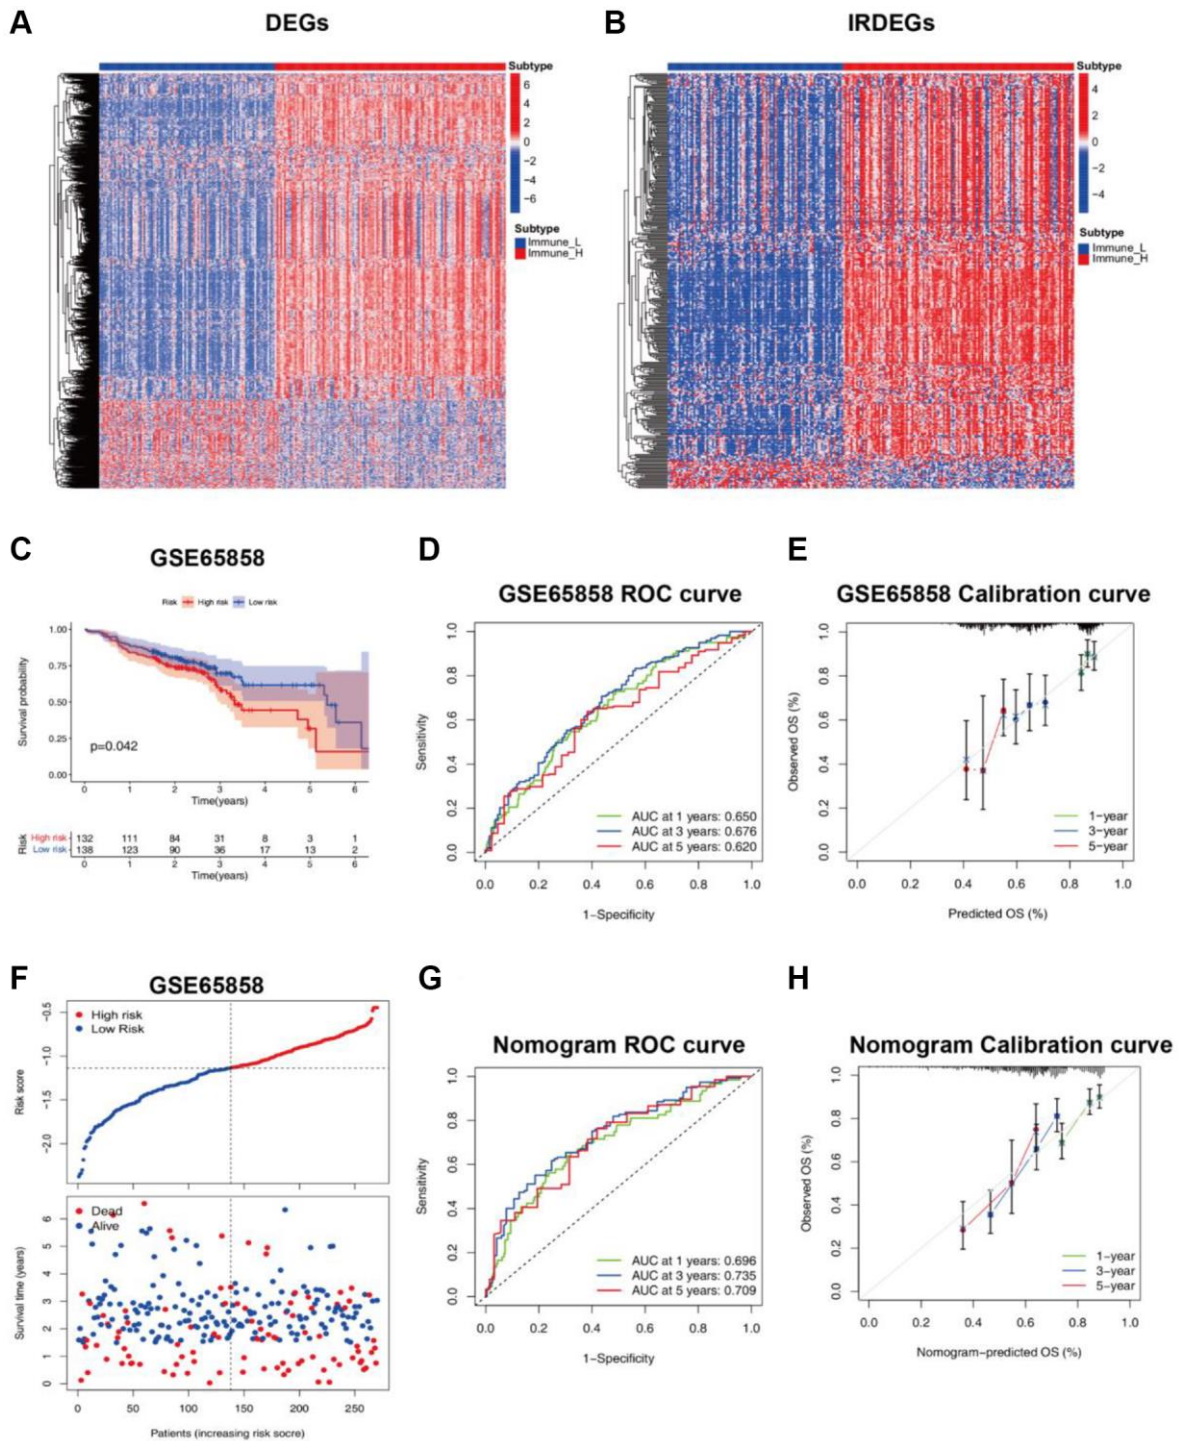 A
DEGs
Subtype
6
4
2
0
−2
−4
−6
Subtype
Immune_L
Immune_H
B
IRDEGs
Subtype
4
2
0
−2
−4
Subtype
Immune_L
Immune_H
C
GSE65858
Risk High risk Low risk
Survival probability
1.00
0.75
0.50
0.25
0.00
p=0.042
0 1 2 3 4 5 6
Time(years)
Risk
High risk 132 111 84 31 8 3 1
Low risk 138 123 90 36 17 13 2
0 1 2 3 4 5 6
Time(years)
D
GSE65858 ROC curve
Sensitivity
1.0
0.8
0.6
0.4
0.2
0.0
AUC at 1 years: 0.650
AUC at 3 years: 0.676
AUC at 5 years: 0.620
0.0 0.2 0.4 0.6 0.8 1.0
1−Specificity
E
GSE65858 Calibration curve
Observed OS (%)
1.0
0.8
0.6
0.4
0.2
0.0
1−year
3−year
5−year
0.0 0.2 0.4 0.6 0.8 1.0
Predicted OS (%)
F
GSE65858
Risk score
−0.5
−1.0
−1.5
−2.0
High risk
Low Risk
Survival time (years)
6
5
4
3
2
1
0
Dead
Alive
0 50 100 150 200 250
Patients (increasing risk socre)
G
Nomogram ROC curve
Sensitivity
1.0
0.8
0.6
0.4
0.2
0.0
AUC at 1 years: 0.696
AUC at 3 years: 0.735
AUC at 5 years: 0.709
0.0 0.2 0.4 0.6 0.8 1.0
1−Specificity
H
Nomogram Calibration curve
Observed OS (%)
1.0
0.8
0.6
0.4
0.2
0.0
1−year
3−year
5−year
0.0 0.2 0.4 0.6 0.8 1.0
Nomogram−predicted OS (%)